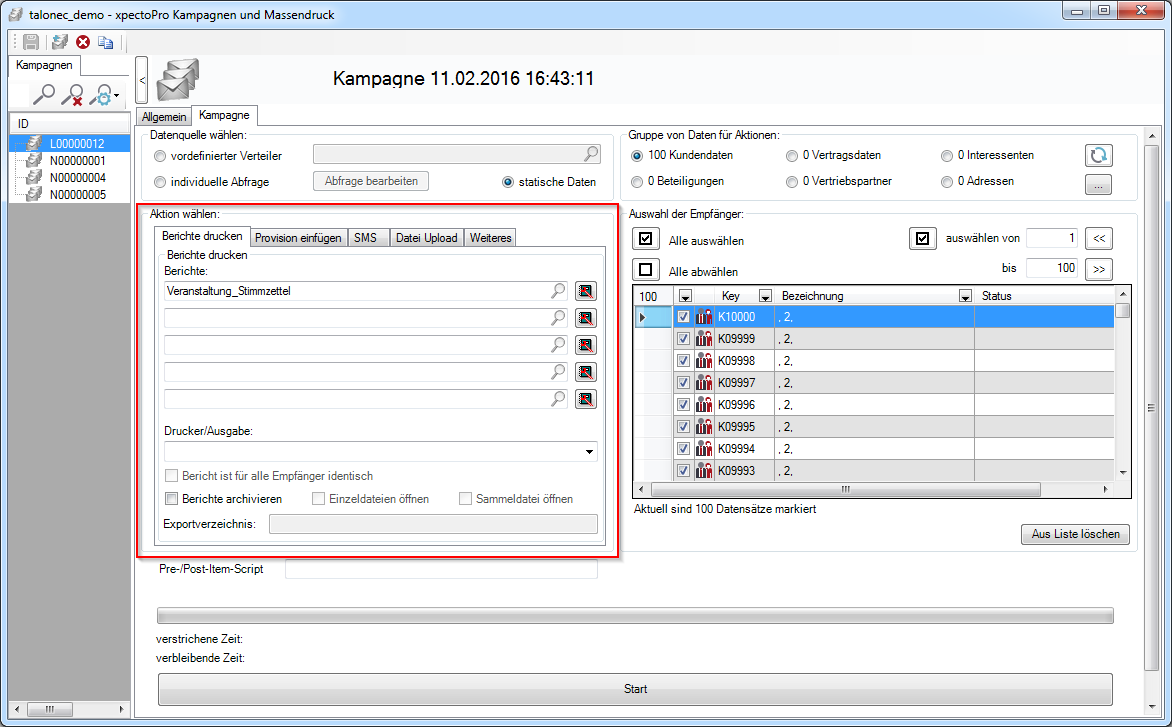 talonec_demo - xpectoPro Kampagnen und Massendruck
Kampagnen
<
Kampagne 11.02.2016 16:43:11
ID
L00000012
N00000001
N00000004
N00000005
Allgemein Kampagne
Datenquelle wählen:
vordefinierter Verteiler
individuelle Abfrage Abfrage bearbeiten statische Daten
Gruppe von Daten für Aktionen:
100 Kundendaten 0 Vertragsdaten 0 Interessenten
0 Beteiligungen 0 Vertriebspartner 0 Adressen ...
Aktion wählen:
Berichte drucken Provision einfügen SMS Datei Upload Weiteres
Berichte drucken
Berichte:
Veranstaltung_Stimmzettel
Drucker/Ausgabe:
Bericht ist für alle Empfänger identisch
Berichte archivieren Einzeldateien öffnen Sammeldatei öffnen
Exportverzeichnis:
Auswahl der Empfänger:
Alle auswählen auswählen von 1 <<
Alle abwählen bis 100 >>
100 Key Bezeichnung Status
K10000 , 2,
K09999 , 2,
K09998 , 2,
K09997 , 2,
K09996 , 2,
K09995 , 2,
K09994 , 2,
K09993 , 2,
Aktuell sind 100 Datensätze markiert
Aus Liste löschen
Pre-/Post-Item-Script
verstrichene Zeit:
verbleibende Zeit:
Start